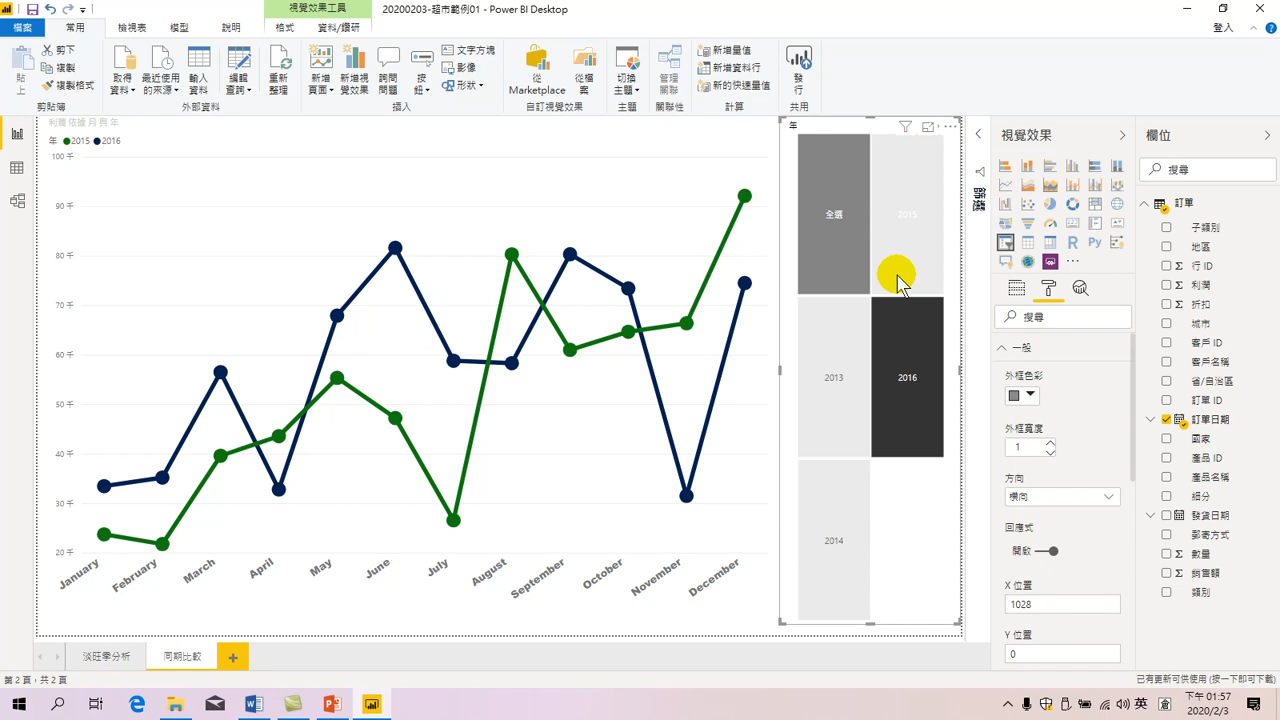 視覺效果工具
20200203-超市範例01 - Power BI Desktop
檔案
常用
檢視表
模型
說明
格式
資料/鑽研
登入
貼上
剪下
複製
複製格式
剪貼簿
取得資料
最近使用的來源
輸入資料
編輯查詢
重新整理
外部資料
新增頁面
新增視覺效果
詢問問題
按鈕
文字方塊
影像
形狀
插入
從 Marketplace
從檔案
自訂視覺效果
切換主題
主題
管理關聯
關聯性
新增量值
新增資料行
新的快速量值
計算
發行
共用
利潤 依據 月 與 年
年 2015 2016
100 千
90 千
80 千
70 千
60 千
50 千
40 千
30 千
20 千
January
February
March
April
May
June
July
August
September
October
November
December
年
全選
2015
2013
2016
2014
篩選
視覺效果
R
Py
搜尋
一般
外框色彩
外框寬度
1
方向
橫向
回應式
開啟
X 位置
1028
Y 位置
0
欄位
搜尋
訂單
子類別
地區
行 ID
利潤
折扣
城市
客戶 ID
客戶名稱
省/自治區
訂單 ID
訂單日期
國家
產品 ID
產品名稱
細分
發貨日期
郵寄方式
數量
銷售額
類別
淡旺季分析
同期比較
第 2 頁，共 2 頁
已有更新可供使用 (按一下即可下載)
英
下午 01:57
2020/2/3